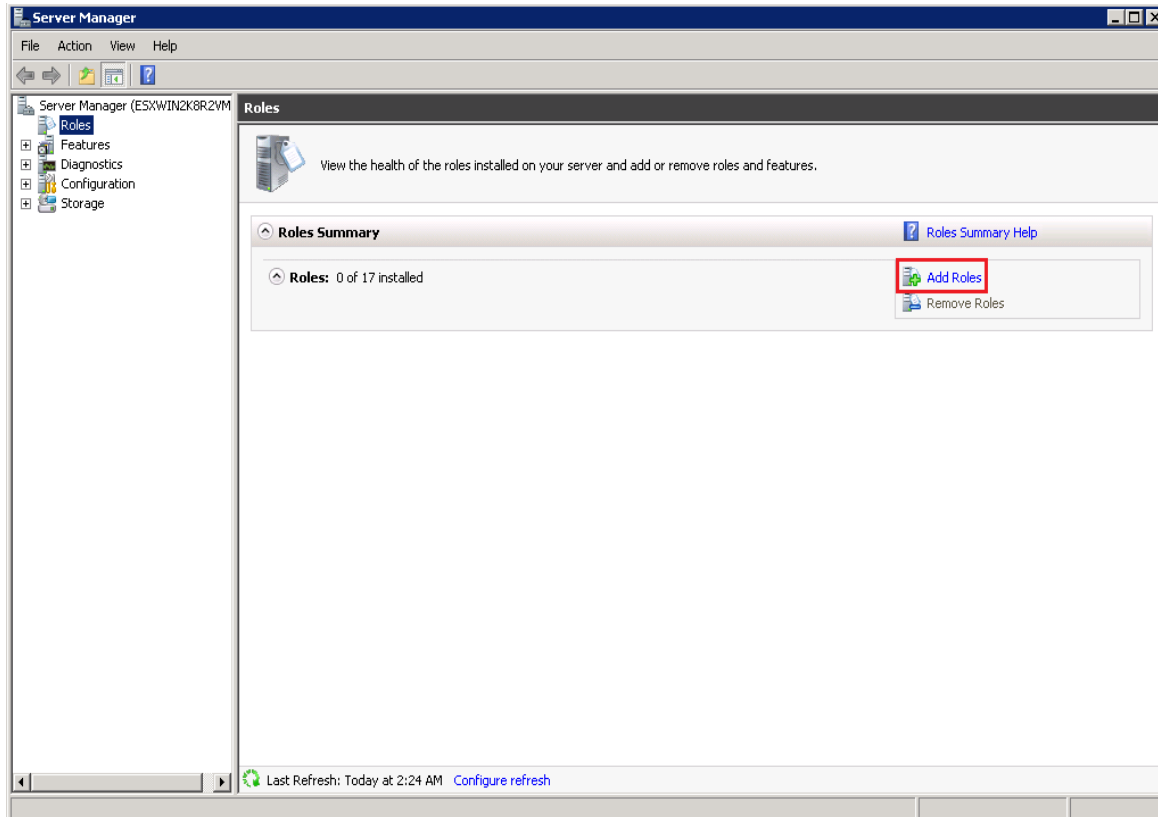 Server Manager
File Action View Help
Server Manager (ESXWIN2K8R2VM
Roles
Features
Diagnostics
Configuration
Storage
Roles
View the health of the roles installed on your server and add or remove roles and features.
Roles Summary
Roles Summary Help
Roles: 0 of 17 installed
Add Roles
Remove Roles
Last Refresh: Today at 2:24 AM Configure refresh